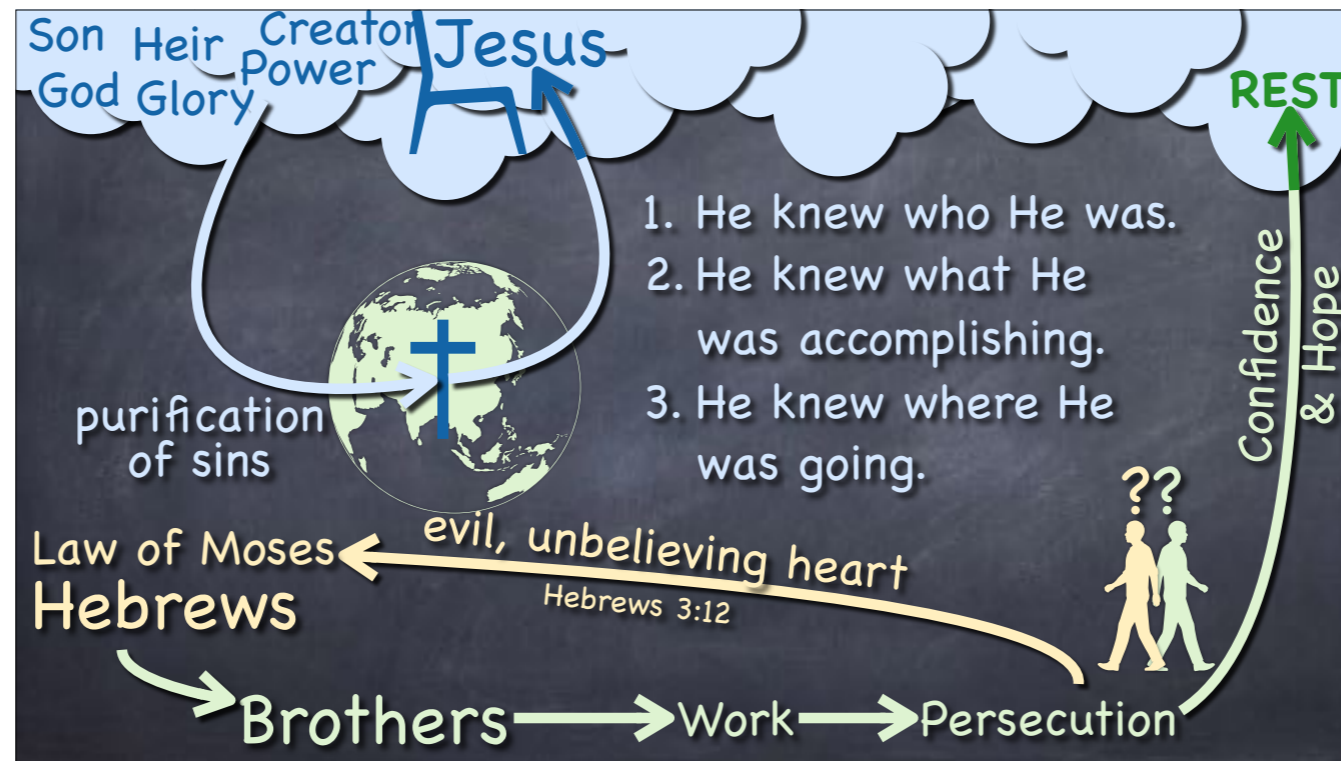 Son Heir Creator Jesus
God Glory Power
REST
1. He knew who He was.
2. He knew what He
was accomplishing.
3. He knew where He
was going.
Confidence
& Hope
purification
of sins
??
evil, unbelieving heart
Hebrews 3:12
Law of Moses
Hebrews
Brothers Work Persecution